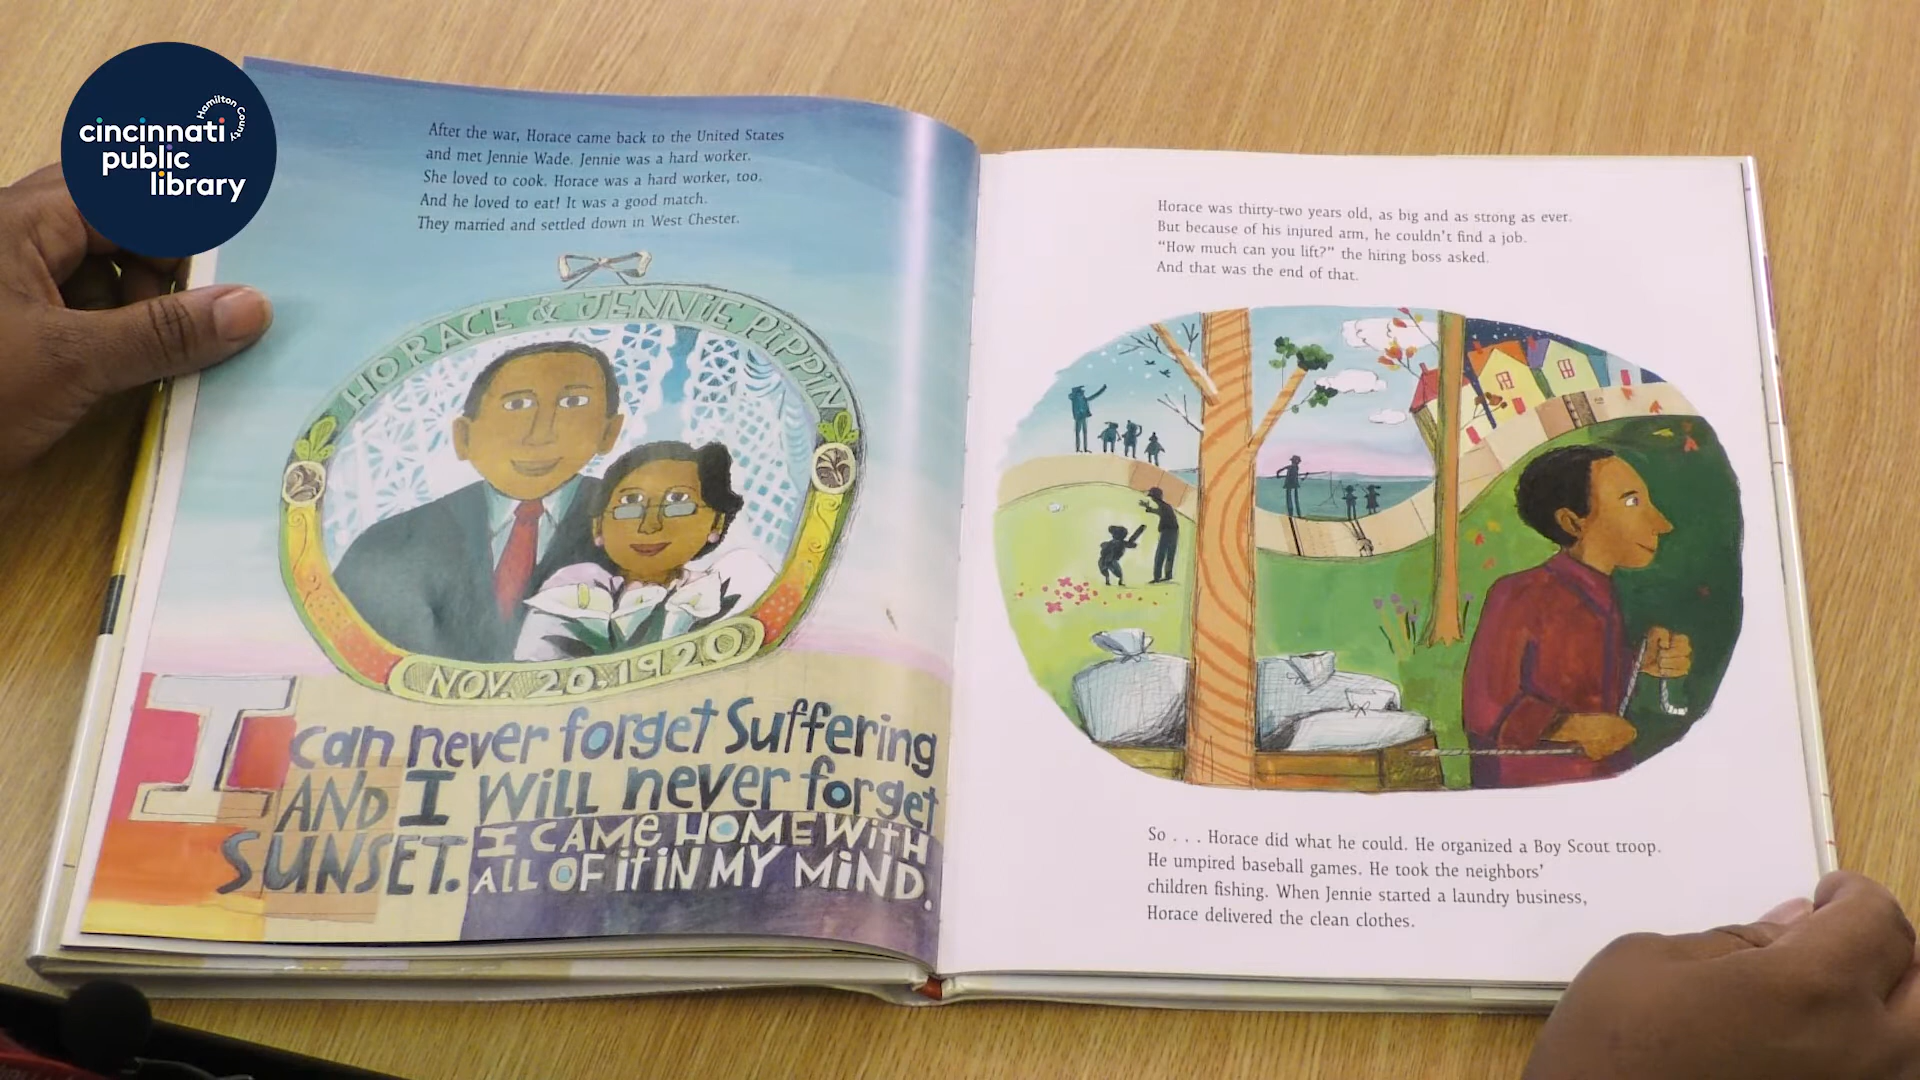 Hamilton County
cincinnati
public
library
After the war, Horace came back to the United States
and met Jennie Wade. Jennie was a hard worker.
She loved to cook. Horace was a hard worker, too.
And he loved to eat! It was a good match.
They married and settled down in West Chester.
HORACE & JENNiE PiPPiN
NOV. 20, 1920
I can never forget Suffering
AND I WiLL never forget
SUNSET. I CAMe HOME WiTH
ALL OF iT iN MY MiND.
Horace was thirty-two years old, as big and as strong as ever.
But because of his injured arm, he couldn't find a job.
"How much can you lift?" the hiring boss asked.
And that was the end of that.
So . . . Horace did what he could. He organized a Boy Scout troop.
He umpired baseball games. He took the neighbors'
children fishing. When Jennie started a laundry business,
Horace delivered the clean clothes.